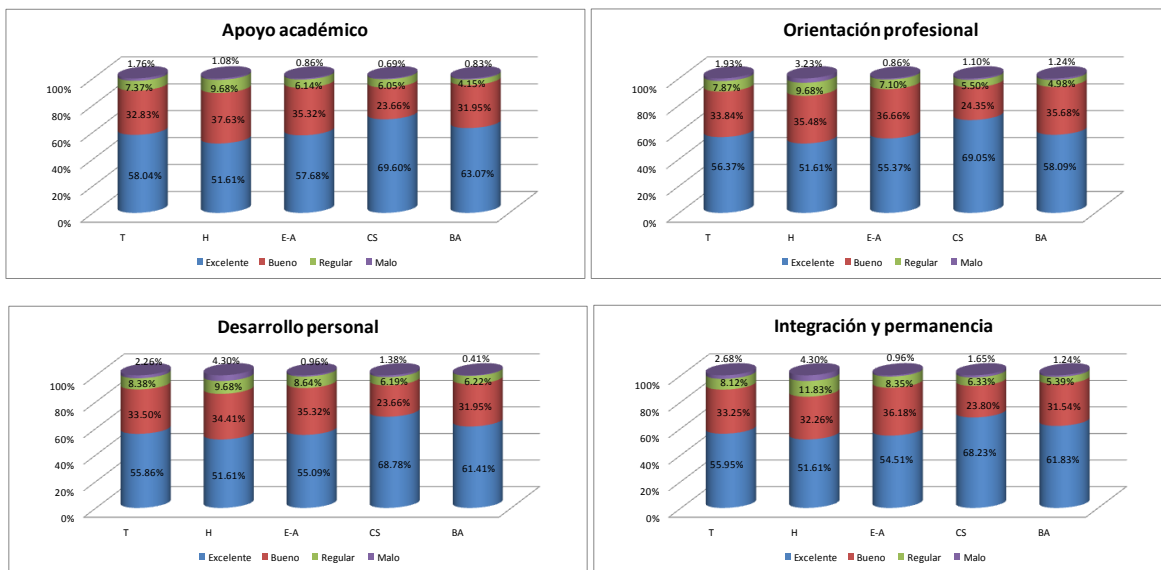 Apoyo académico
1.76% 1.08% 0.86% 0.69% 0.83%
7.37% 9.68% 6.14% 6.05% 4.15%
32.83% 37.63% 35.32% 23.66% 31.95%
58.04% 51.61% 57.68% 69.60% 63.07%
100%
80%
60%
40%
20%
0%
T H E-A CS BA
Excelente Bueno Regular Malo
Orientación profesional
1.93% 3.23% 0.86% 1.10% 1.24%
7.87% 9.68% 7.10% 5.50% 4.98%
33.84% 35.48% 36.66% 24.35% 35.68%
56.37% 51.61% 55.37% 69.05% 58.09%
100%
80%
60%
40%
20%
0%
T H E-A CS BA
Excelente Bueno Regular Malo
Desarrollo personal
2.26% 4.30% 0.96% 1.38% 0.41%
8.38% 9.68% 8.64% 6.19% 6.22%
33.50% 34.41% 35.32% 23.66% 31.95%
55.86% 51.61% 55.09% 68.78% 61.41%
100%
80%
60%
40%
20%
0%
T H E-A CS BA
Excelente Bueno Regular Malo
Integración y permanencia
2.68% 4.30% 0.96% 1.65% 1.24%
8.12% 11.83% 8.35% 6.33% 5.39%
33.25% 32.26% 36.18% 23.80% 31.54%
55.95% 51.61% 54.51% 68.23% 61.83%
100%
80%
60%
40%
20%
0%
T H E-A CS BA
Excelente Bueno Regular Malo